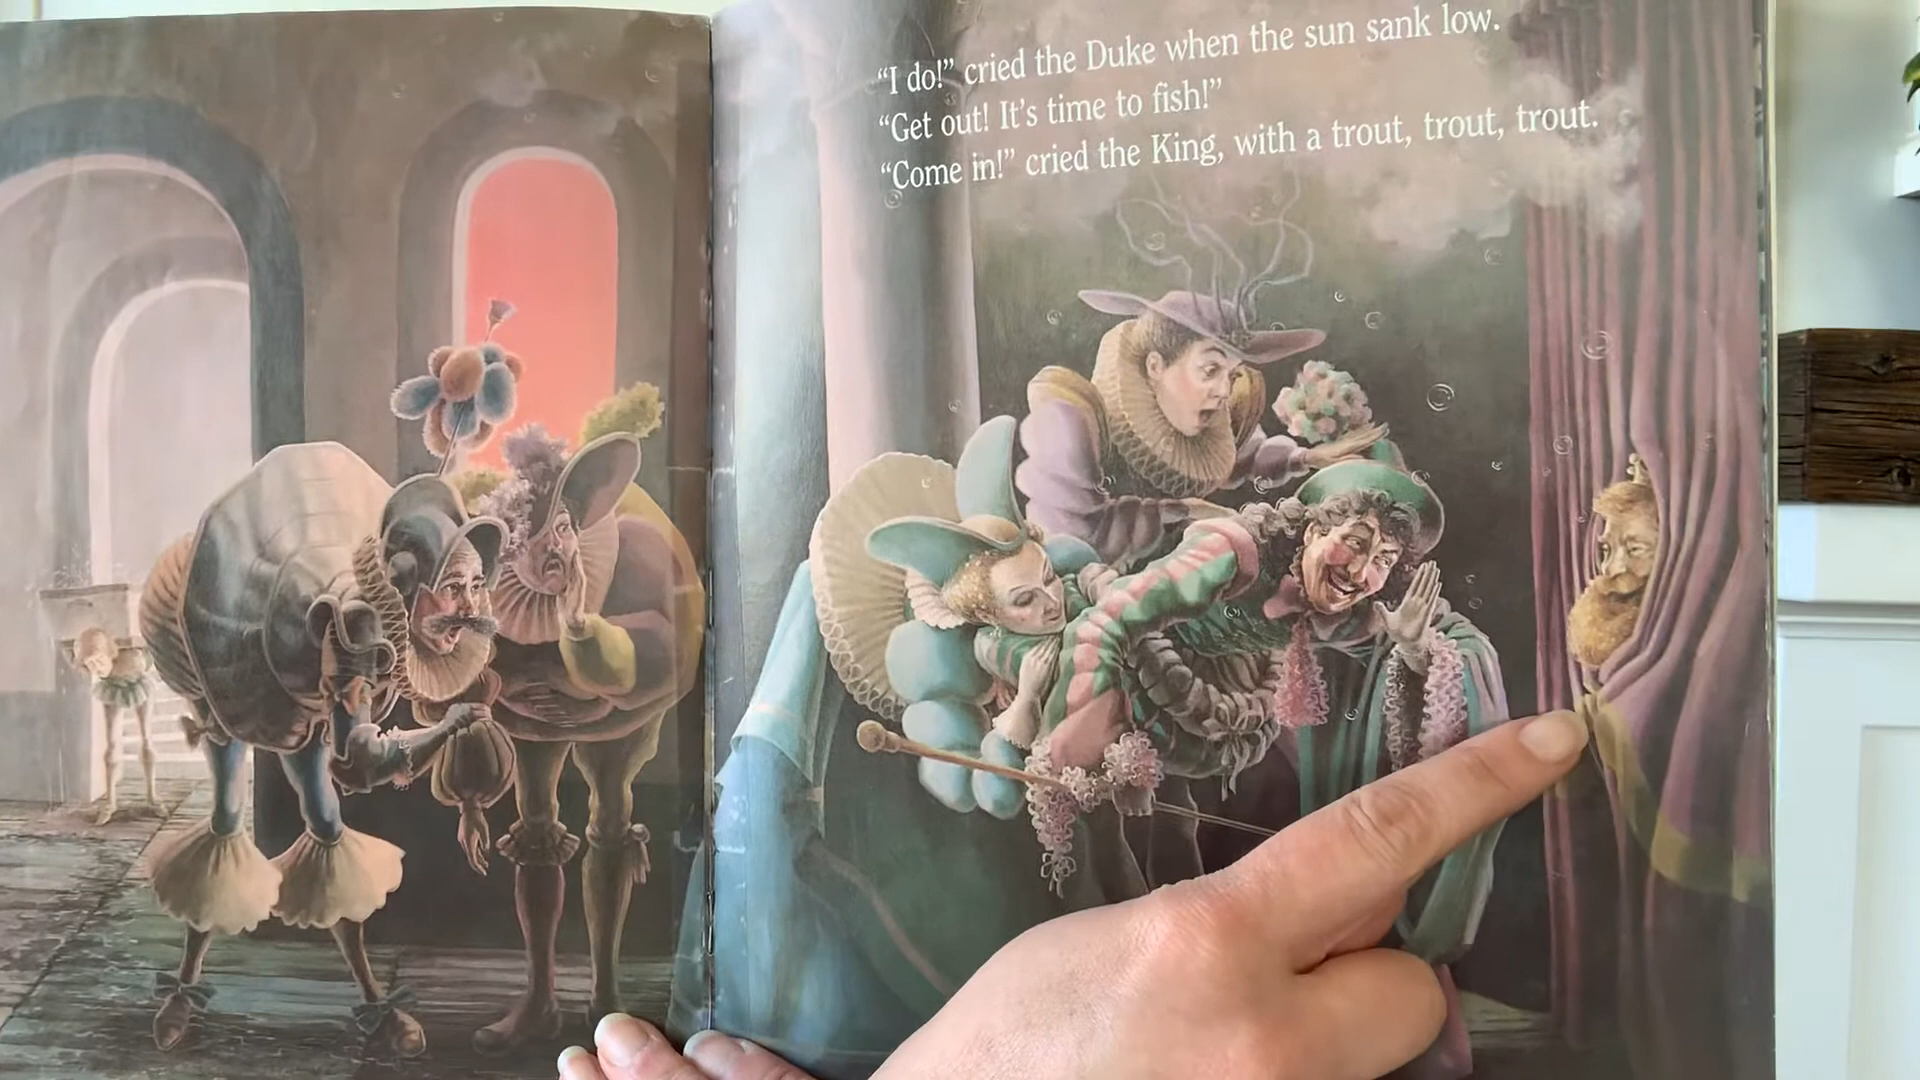 “I do!” cried the Duke when the sun sank low.
“Get out! It’s time to fish!”
“Come in!” cried the King, with a trout, trout, trout.